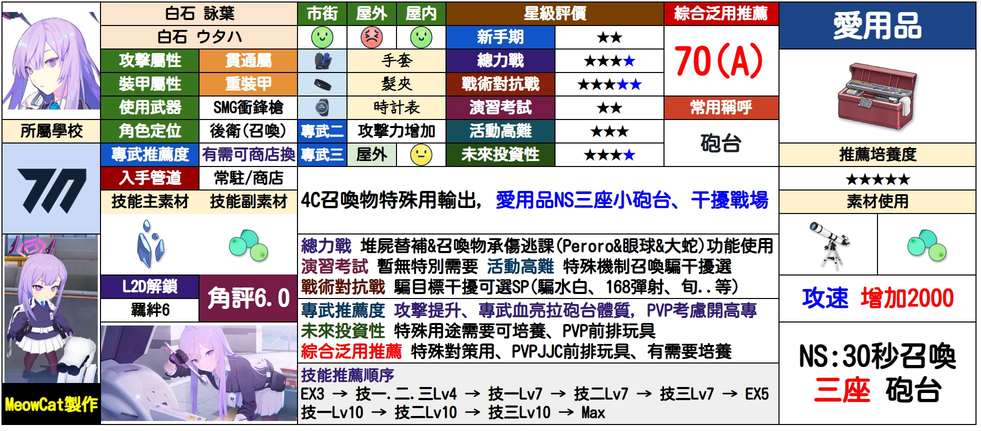 白石 詠葉
白石 ウタハ
攻擊屬性 貫通屬
裝甲屬性 重裝甲
使用武器 SMG衝鋒槍
角色定位 後衛(召喚)
專武推薦度 有需可商店換
入手管道 常駐/商店
技能主素材 技能副素材
L2D解鎖
羈絆6
角評6.0
所屬學校
MeowCat製作
市街 屋外 屋內
手套
髮夾
時計表
專武二 攻擊力增加
專武三 屋外
星級評價
新手期 ★★
總力戰 ★★★★
戰術對抗戰 ★★★★★
演習考試 ★★
活動高難 ★★★
未來投資性 ★★★★
綜合泛用推薦
70(A)
常用稱呼
砲台
4C召喚物特殊用輸出，愛用品NS三座小砲台、干擾戰場
總力戰 堆屍替補&召喚物承傷逃課(Peroro&眼球&大蛇)功能使用
演習考試 暫無特別需要 活動高難 特殊機制召喚騙干擾選
戰術對抗戰 騙目標干擾可選SP(騙水白、168彈射、旬..等)
專武推薦度 攻擊提升、專武血亮拉砲台體質，PVP考慮開高專
未來投資性 特殊用途需要可培養、PVP前排玩具
綜合泛用推薦 特殊對策用、PVPJJC前排玩具、有需要培養
技能推薦順序
EX3 → 技一.二.三Lv4 → 技一Lv7 → 技二Lv7 → 技三Lv7 → EX5
技一Lv10 → 技二Lv10 → 技三Lv10 → Max
愛用品
推薦培養度
★★★★★
素材使用
攻速 增加2000
NS:30秒召喚
三座 砲台